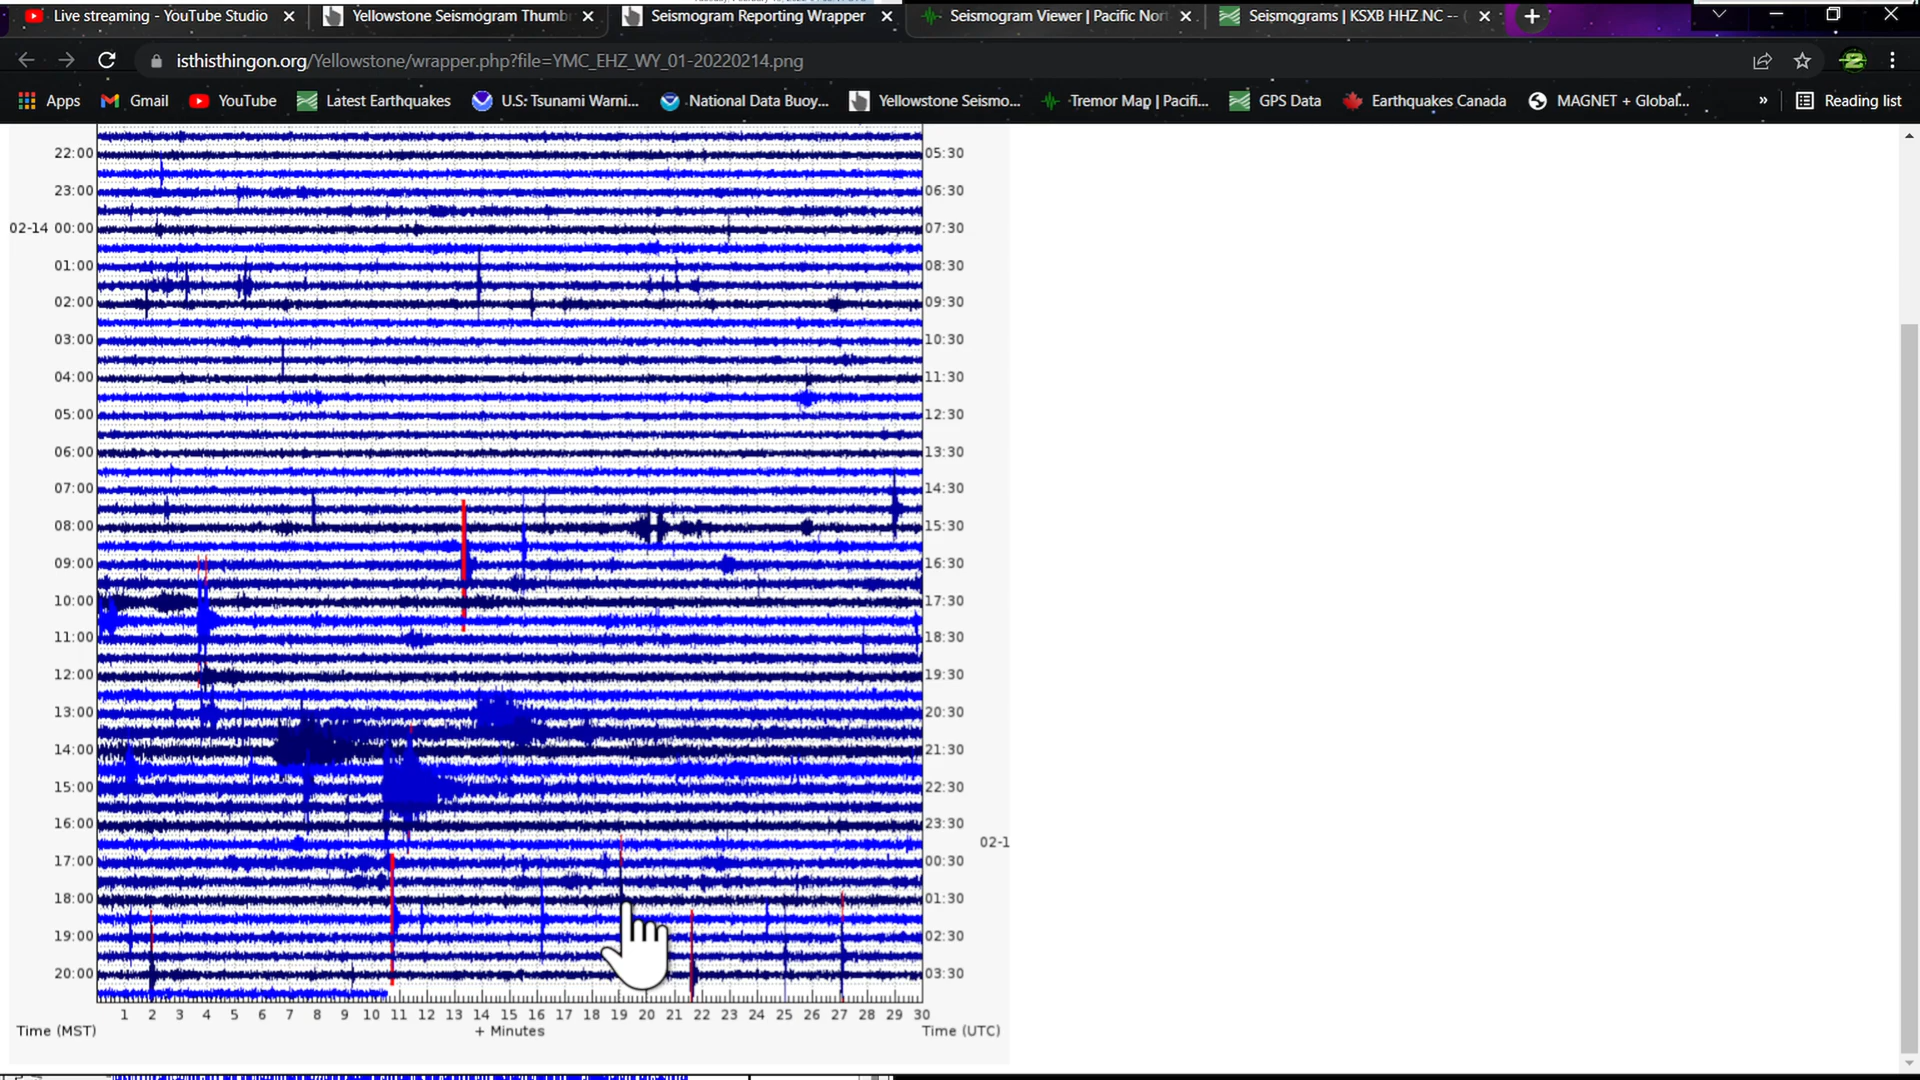 Live streaming - YouTube Studio
Yellowstone Seismogram Thumb
Seismogram Reporting Wrapper
Seismogram Viewer | Pacific Nor
Seismograms | KSXB HHZ NC -- (
isthisthingon.org/Yellowstone/wrapper.php?file=YMC_EHZ_WY_01-20220214.png
Apps
Gmail
YouTube
Latest Earthquakes
U.S. Tsunami Warni...
National Data Buoy...
Yellowstone Seismo...
Tremor Map | Pacifi...
GPS Data
Earthquakes Canada
MAGNET + Global...
»
Reading list
22:00 05:30
23:00 06:30
02-14 00:00 07:30
01:00 08:30
02:00 09:30
03:00 10:30
04:00 11:30
05:00 12:30
06:00 13:30
07:00 14:30
08:00 15:30
09:00 16:30
10:00 17:30
11:00 18:30
12:00 19:30
13:00 20:30
14:00 21:30
15:00 22:30
16:00 23:30
02-1
17:00 00:30
18:00 01:30
19:00 02:30
20:00 03:30
1 2 3 4 5 6 7 8 9 10 11 12 13 14 15 16 17 18 19 20 21 22 23 24 25 26 27 28 29 30
Time (MST) + Minutes Time (UTC)